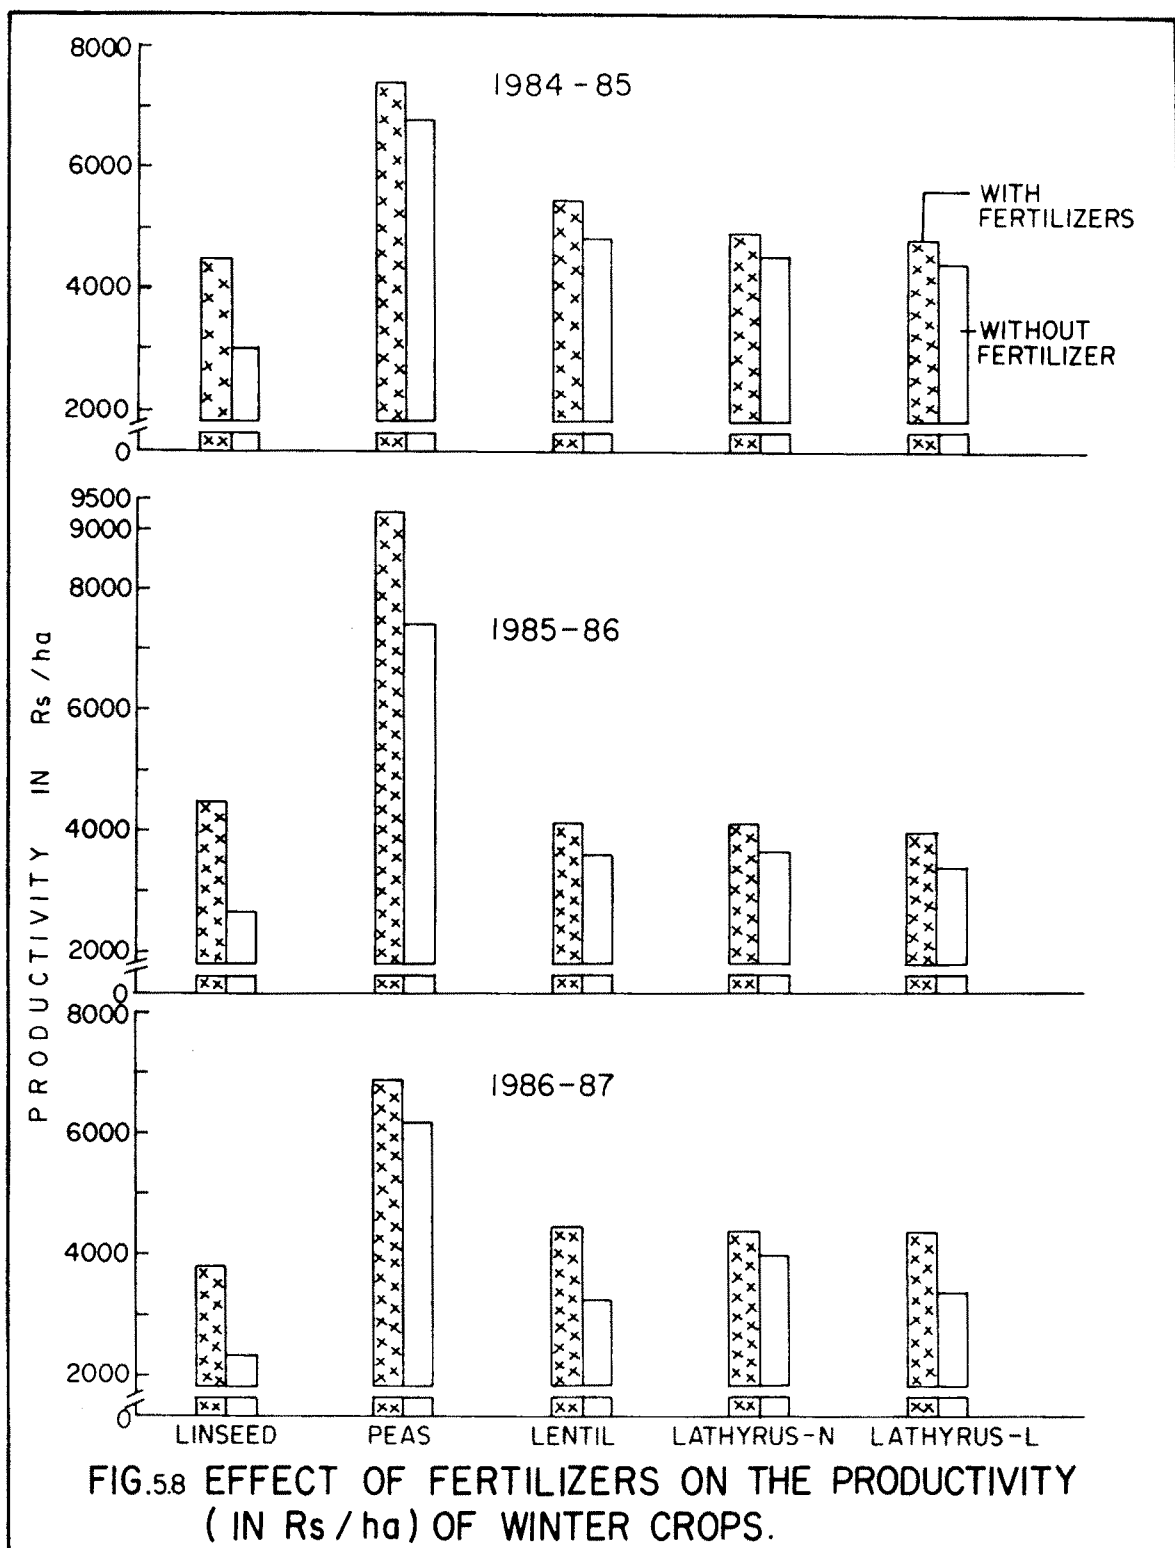 PRODUCTIVITY IN Rs/ha
1984-85
8000
6000
4000
2000
0
WITH
FERTILIZERS
WITHOUT
FERTILIZER
1985-86
9500
9000
8000
6000
4000
2000
0
1986-87
8000
6000
4000
2000
0
LINSEED PEAS LENTIL LATHYRUS-N LATHYRUS-L
FIG.5.8 EFFECT OF FERTILIZERS ON THE PRODUCTIVITY
(IN Rs/ha) OF WINTER CROPS.